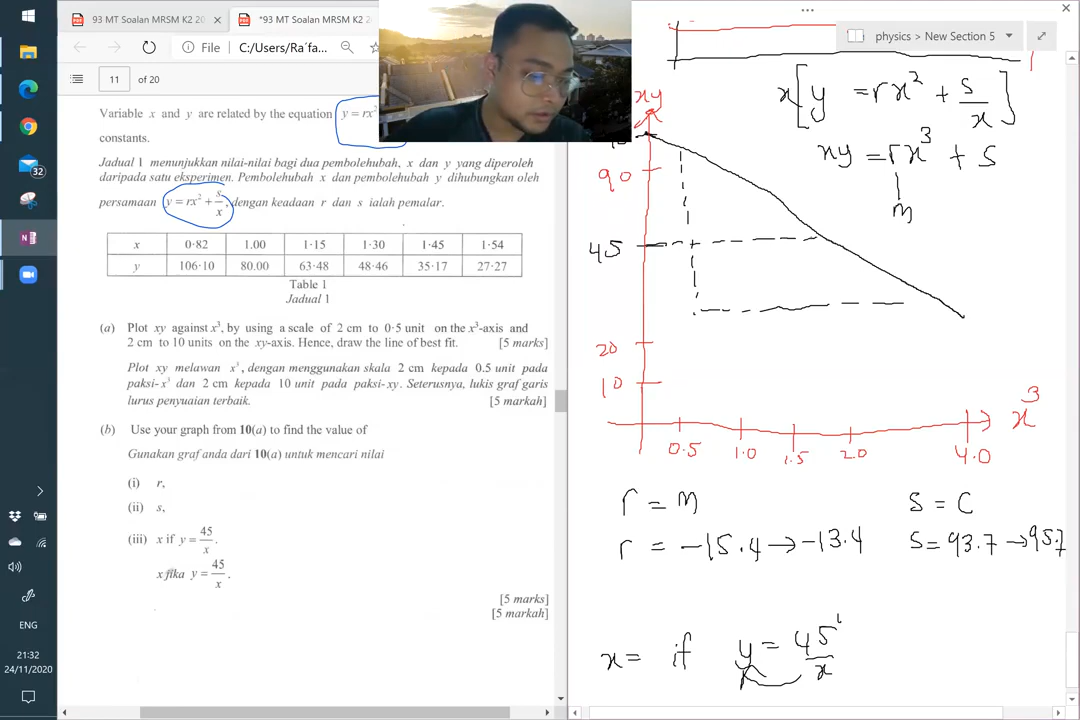 93 MT Soalan MRSM K2 20
*93 MT Soalan MRSM K2 202
File
C:/Users/Ra´fa
11 of 20
Variable x and y are related by the equation y = rx²
constants.
Jadual 1 menunjukkan nilai-nilai bagi dua pembolehubah, x dan y yang diperoleh
daripada satu eksperimen. Pembolehubah x dan pembolehubah y dihubungkan oleh
persamaan y = rx² + s/x, dengan keadaan r dan s ialah pemalar.
x 0·82 1.00 1·15 1·30 1·45 1·54
y 106·10 80.00 63·48 48·46 35·17 27·27
Table 1
Jadual 1
(a) Plot xy against x³, by using a scale of 2 cm to 0·5 unit on the x³-axis and
2 cm to 10 units on the xy-axis. Hence, draw the line of best fit. [5 marks]
Plot xy melawan x³, dengan menggunakan skala 2 cm kepada 0.5 unit pada
paksi-x³ dan 2 cm kepada 10 unit pada paksi-xy. Seterusnya, lukis graf garis
lurus penyuaian terbaik. [5 markah]
(b) Use your graph from 10(a) to find the value of
Gunakan graf anda dari 10(a) untuk mencari nilai
(i) r,
(ii) s,
(iii) x if y = 45/x.
x jika y = 45/x.
[5 marks]
[5 markah]
32
ENG
21:32
24/11/2020
physics > New Section 5
x[y = rx² + s/x]
xy = rx³ + s
m
xy
90
45
20
10
0.5 1.0 1.5 2.0 4.0
x³
r = m
s = c
r = -15.4 → -13.4
s = 93.7 → 95.7
x = if y = 45/x